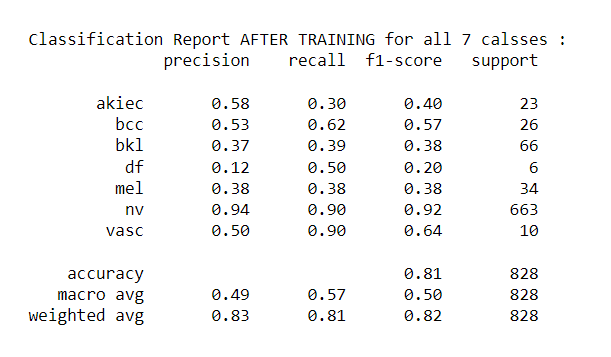 Classification Report AFTER TRAINING for all 7 calsses :
precision recall f1-score support
akiec 0.58 0.30 0.40 23
bcc 0.53 0.62 0.57 26
bkl 0.37 0.39 0.38 66
df 0.12 0.50 0.20 6
mel 0.38 0.38 0.38 34
nv 0.94 0.90 0.92 663
vasc 0.50 0.90 0.64 10
accuracy 0.81 828
macro avg 0.49 0.57 0.50 828
weighted avg 0.83 0.81 0.82 828